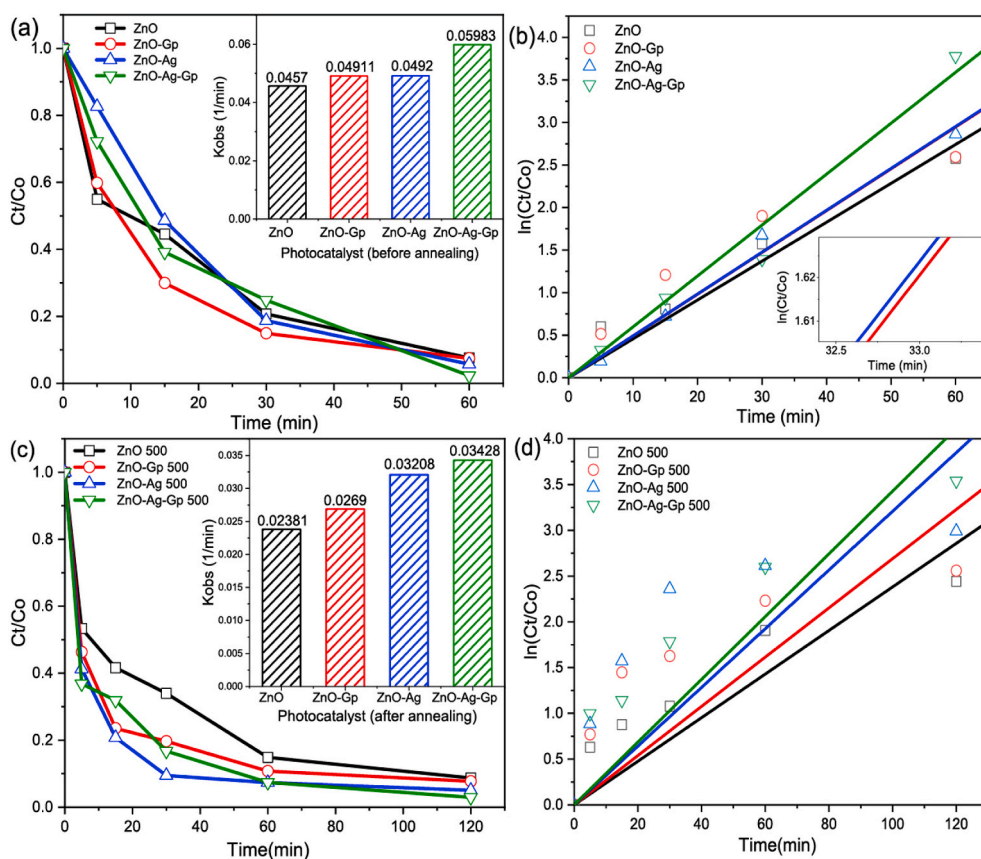 (a)
ZnO
ZnO-Gp
ZnO-Ag
ZnO-Ag-Gp
Ct/Co
1.0
0.8
0.6
0.4
0.2
0.0
0 10 20 30 40 50 60
Time (min)
Kobs (1/min)
0.06
0.04
0.02
0.00
0.0457
0.04911
0.0492
0.05983
ZnO ZnO-Gp ZnO-Ag ZnO-Ag-Gp
Photocatalyst (before annealing)
(b)
ZnO
ZnO-Gp
ZnO-Ag
ZnO-Ag-Gp
ln(Ct/Co)
4.0
3.5
3.0
2.5
2.0
1.5
1.0
0.5
0.0
0 10 20 30 40 50 60
Time (min)
ln(Ct/Co)
1.62
1.61
32.5 33.0
Time (min)
(c)
ZnO 500
ZnO-Gp 500
ZnO-Ag 500
ZnO-Ag-Gp 500
Ct/Co
1.0
0.8
0.6
0.4
0.2
0.0
0 20 40 60 80 100 120
Time(min)
Kobs (1/min)
0.035
0.030
0.025
0.020
0.015
0.010
0.005
0.000
0.02381
0.0269
0.03208
0.03428
ZnO ZnO-Gp ZnO-Ag ZnO-Ag-Gp
Photocatalyst (after annealing)
(d)
ZnO 500
ZnO-Gp 500
ZnO-Ag 500
ZnO-Ag-Gp 500
ln(Ct/Co)
4.0
3.5
3.0
2.5
2.0
1.5
1.0
0.5
0.0
0 20 40 60 80 100 120
Time(min)